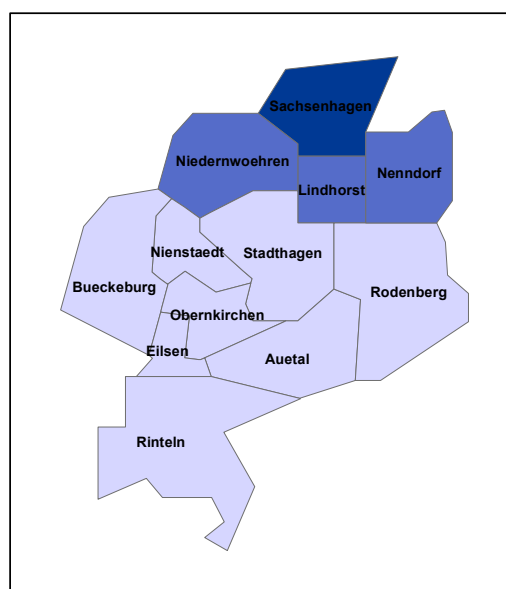 Sachsenhagen
Niedernwoehren
Nenndorf
Lindhorst
Nienstaedt
Stadthagen
Bueckeburg
Rodenberg
Obernkirchen
Eilsen
Auetal
Rinteln